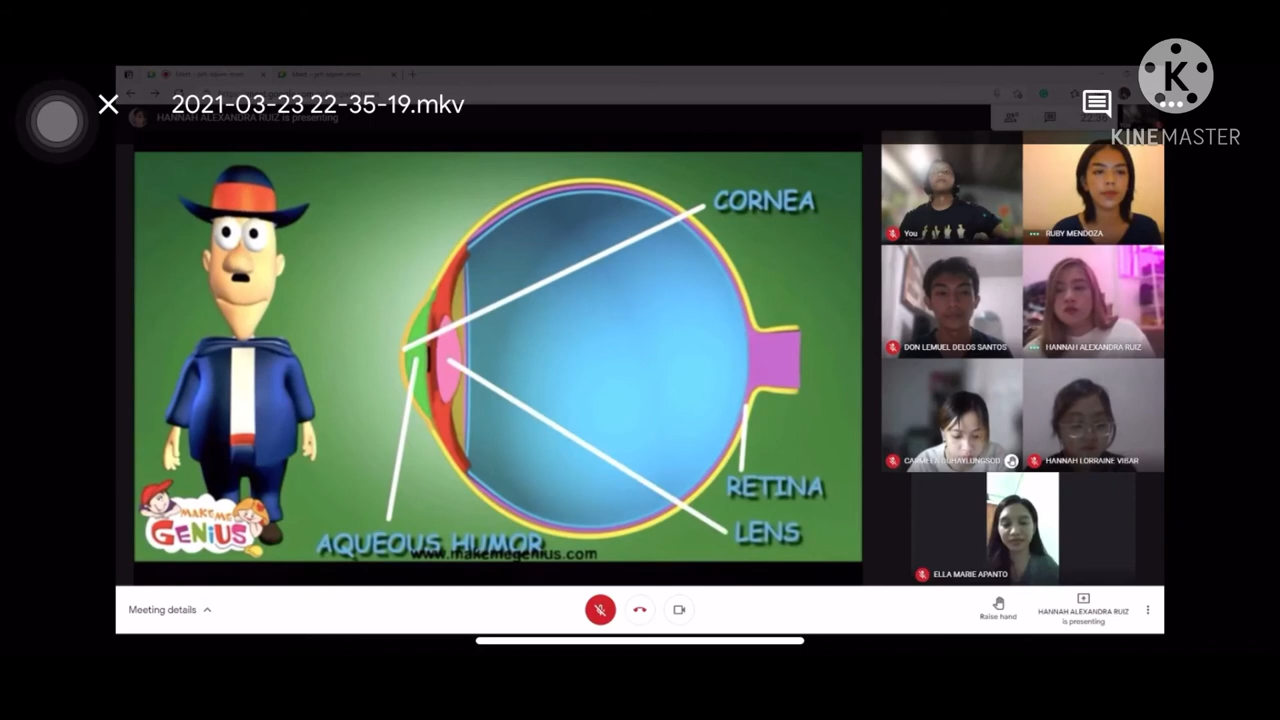 2021-03-23 22-35-19.mkv
K
KINEMASTER
HANNAH ALEXANDRA RUIZ is presenting
CORNEA
RETINA
LENS
AQUEOUS HUMOR
www.makemegenius.com
MAKE ME
GENiUS
You
RUBY MENDOZA
DON LEMUEL DELOS SANTOS
HANNAH ALEXANDRA RUIZ
HANNAH LORRAINE VIBAR
ELLA MARIE APANTO
Meeting details
Raise hand
HANNAH ALEXANDRA RUIZ
is presenting